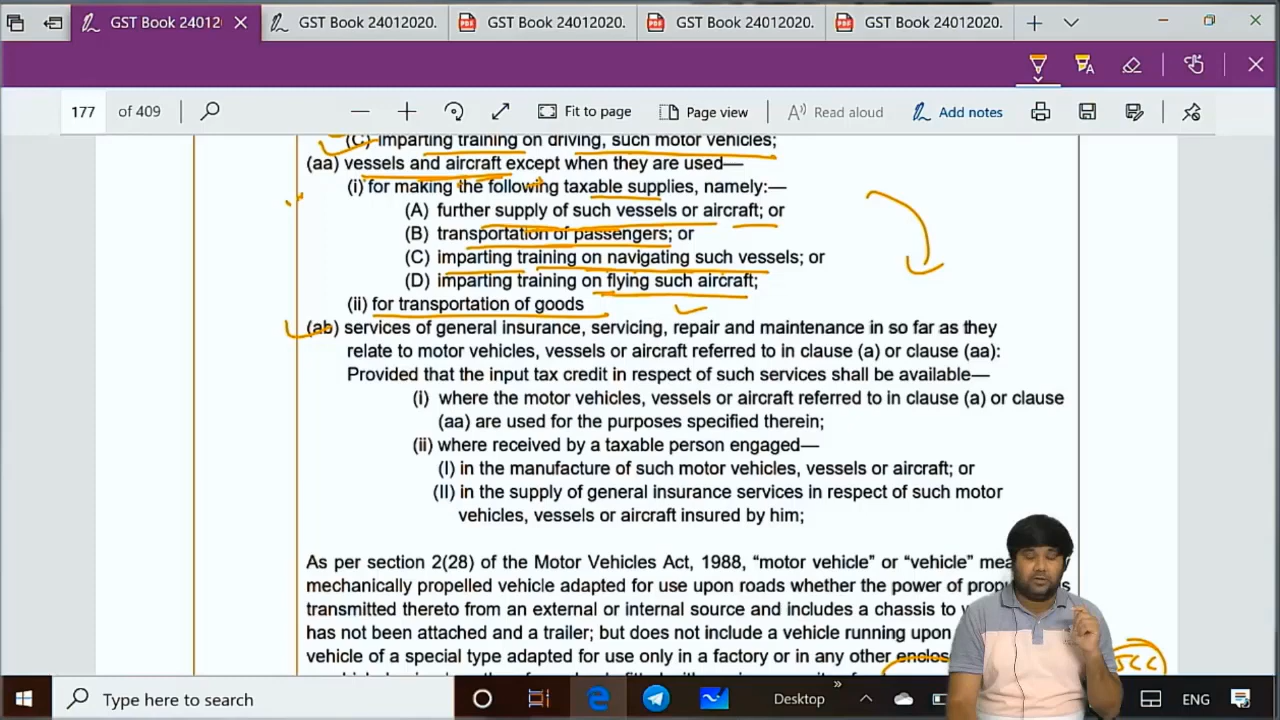 GST Book 24012
GST Book 24012020.
GST Book 24012020.
GST Book 24012020.
GST Book 24012020.
177 of 409
Fit to page
Page view
Read aloud
Add notes
(C) imparting training on driving, such motor vehicles;
(aa) vessels and aircraft except when they are used—
(i) for making the following taxable supplies, namely:—
(A) further supply of such vessels or aircraft; or
(B) transportation of passengers; or
(C) imparting training on navigating such vessels; or
(D) imparting training on flying such aircraft;
(ii) for transportation of goods
(ab) services of general insurance, servicing, repair and maintenance in so far as they
relate to motor vehicles, vessels or aircraft referred to in clause (a) or clause (aa):
Provided that the input tax credit in respect of such services shall be available—
(i) where the motor vehicles, vessels or aircraft referred to in clause (a) or clause
(aa) are used for the purposes specified therein;
(ii) where received by a taxable person engaged—
(I) in the manufacture of such motor vehicles, vessels or aircraft; or
(II) in the supply of general insurance services in respect of such motor
vehicles, vessels or aircraft insured by him;
As per section 2(28) of the Motor Vehicles Act, 1988, “motor vehicle” or “vehicle”
mechanically propelled vehicle adapted for use upon roads whether the power of
transmitted thereto from an external or internal source and includes a chassis to
has not been attached and a trailer; but does not include a vehicle running upon
vehicle of a special type adapted for use only in a factory or in any other
Type here to search
Desktop
ENG